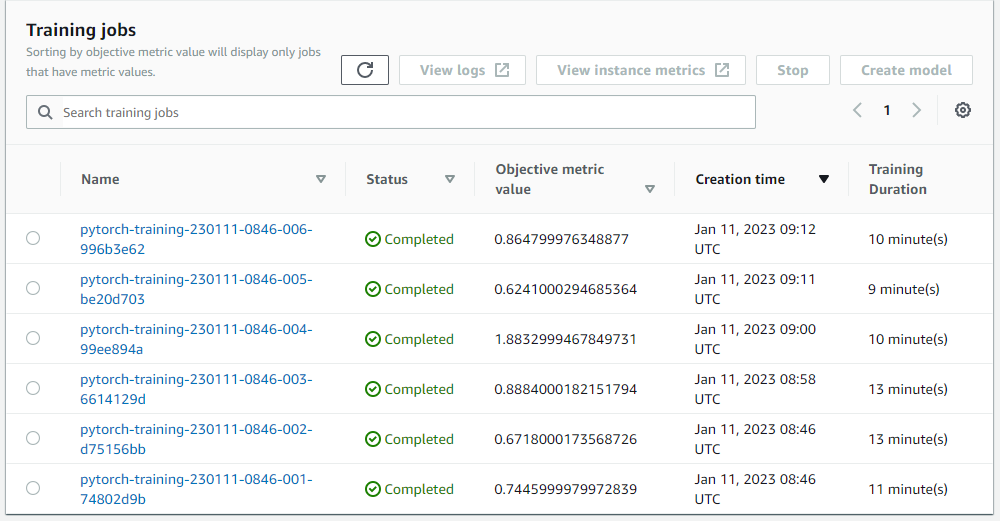 Training jobs
Sorting by objective metric value will display only jobs
that have metric values.
View logs
View instance metrics
Stop
Create model
Search training jobs
1
Name
Status
Objective metric
value
Creation time
Training
Duration
pytorch-training-230111-0846-006-
996b3e62
Completed
0.864799976348877
Jan 11, 2023 09:12
UTC
10 minute(s)
pytorch-training-230111-0846-005-
be20d703
Completed
0.6241000294685364
Jan 11, 2023 09:11
UTC
9 minute(s)
pytorch-training-230111-0846-004-
99ee894a
Completed
1.8832999467849731
Jan 11, 2023 09:00
UTC
10 minute(s)
pytorch-training-230111-0846-003-
6614129d
Completed
0.8884000182151794
Jan 11, 2023 08:58
UTC
13 minute(s)
pytorch-training-230111-0846-002-
d75156bb
Completed
0.6718000173568726
Jan 11, 2023 08:46
UTC
13 minute(s)
pytorch-training-230111-0846-001-
74802d9b
Completed
0.7445999979972839
Jan 11, 2023 08:46
UTC
11 minute(s)